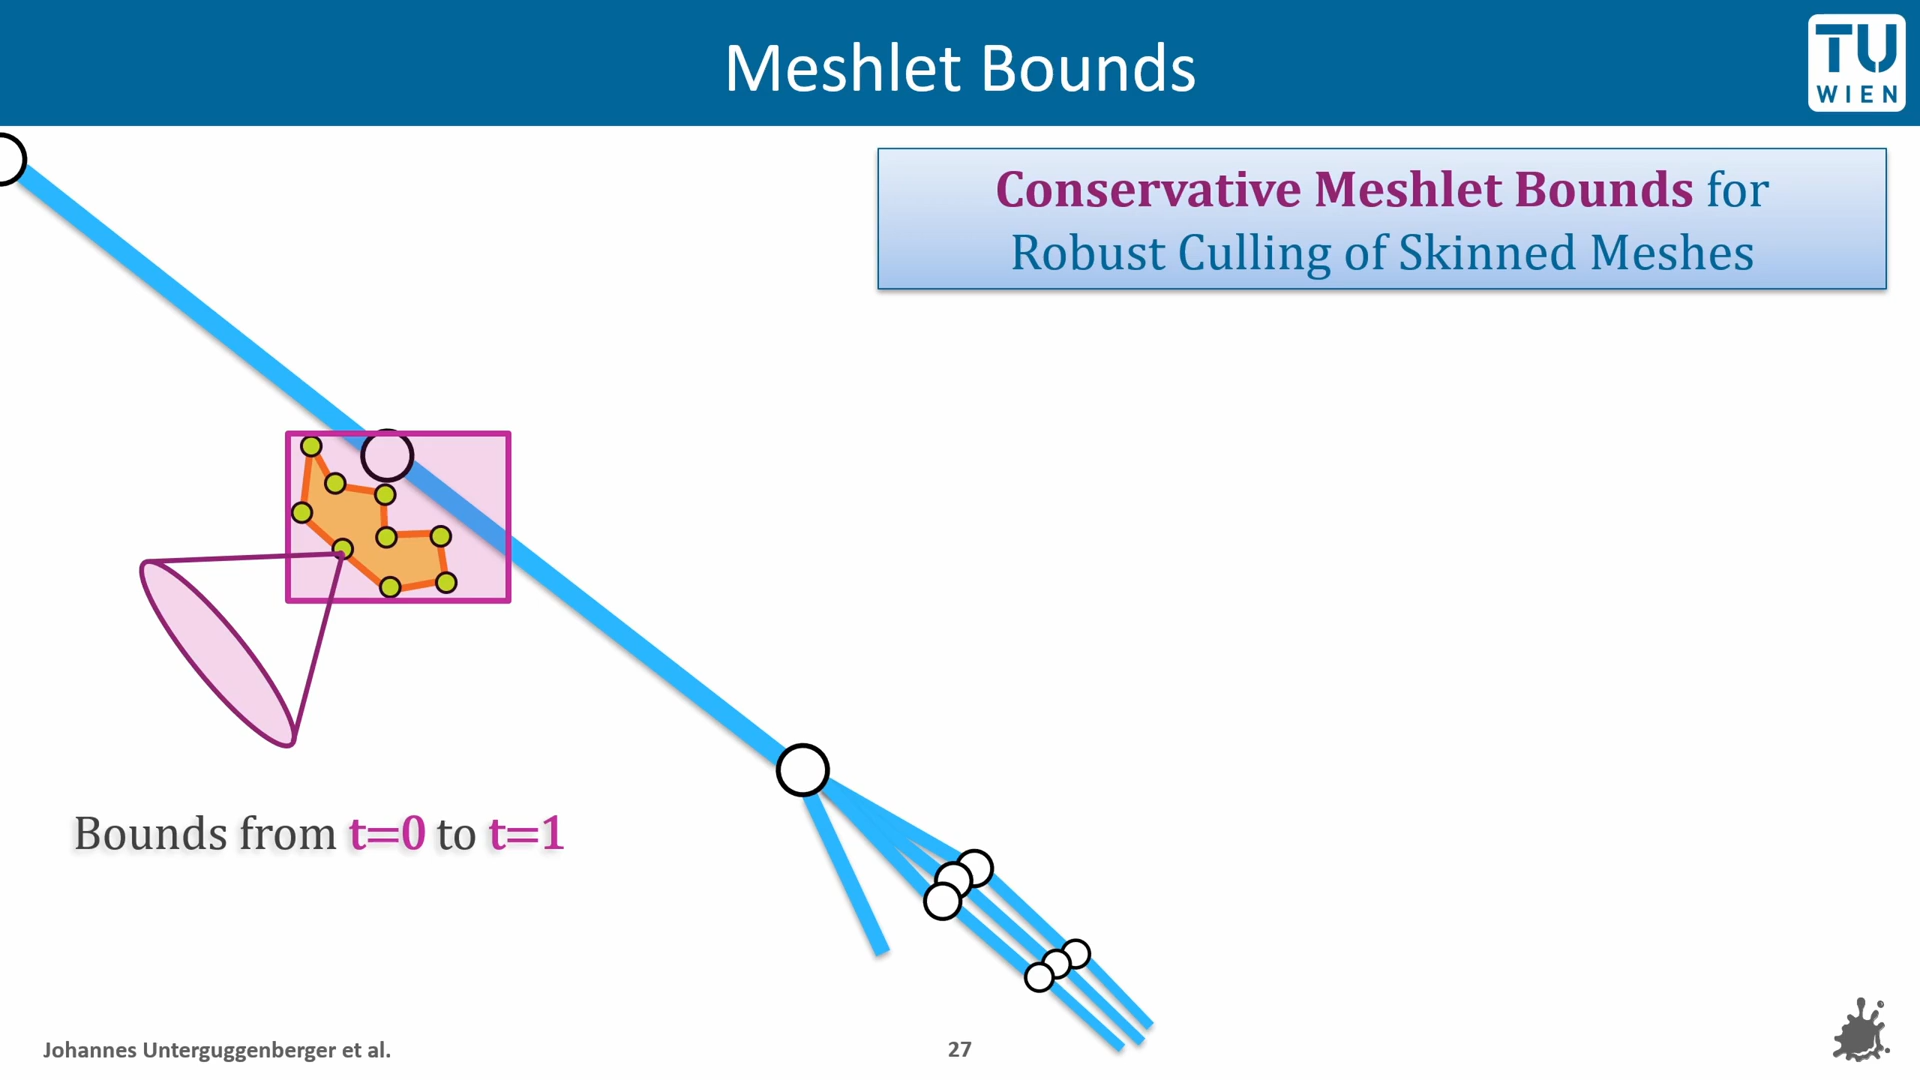 Meshlet Bounds
TU
WIEN
Conservative Meshlet Bounds for
Robust Culling of Skinned Meshes
Bounds from t=0 to t=1
Johannes Unterguggenberger et al.
27